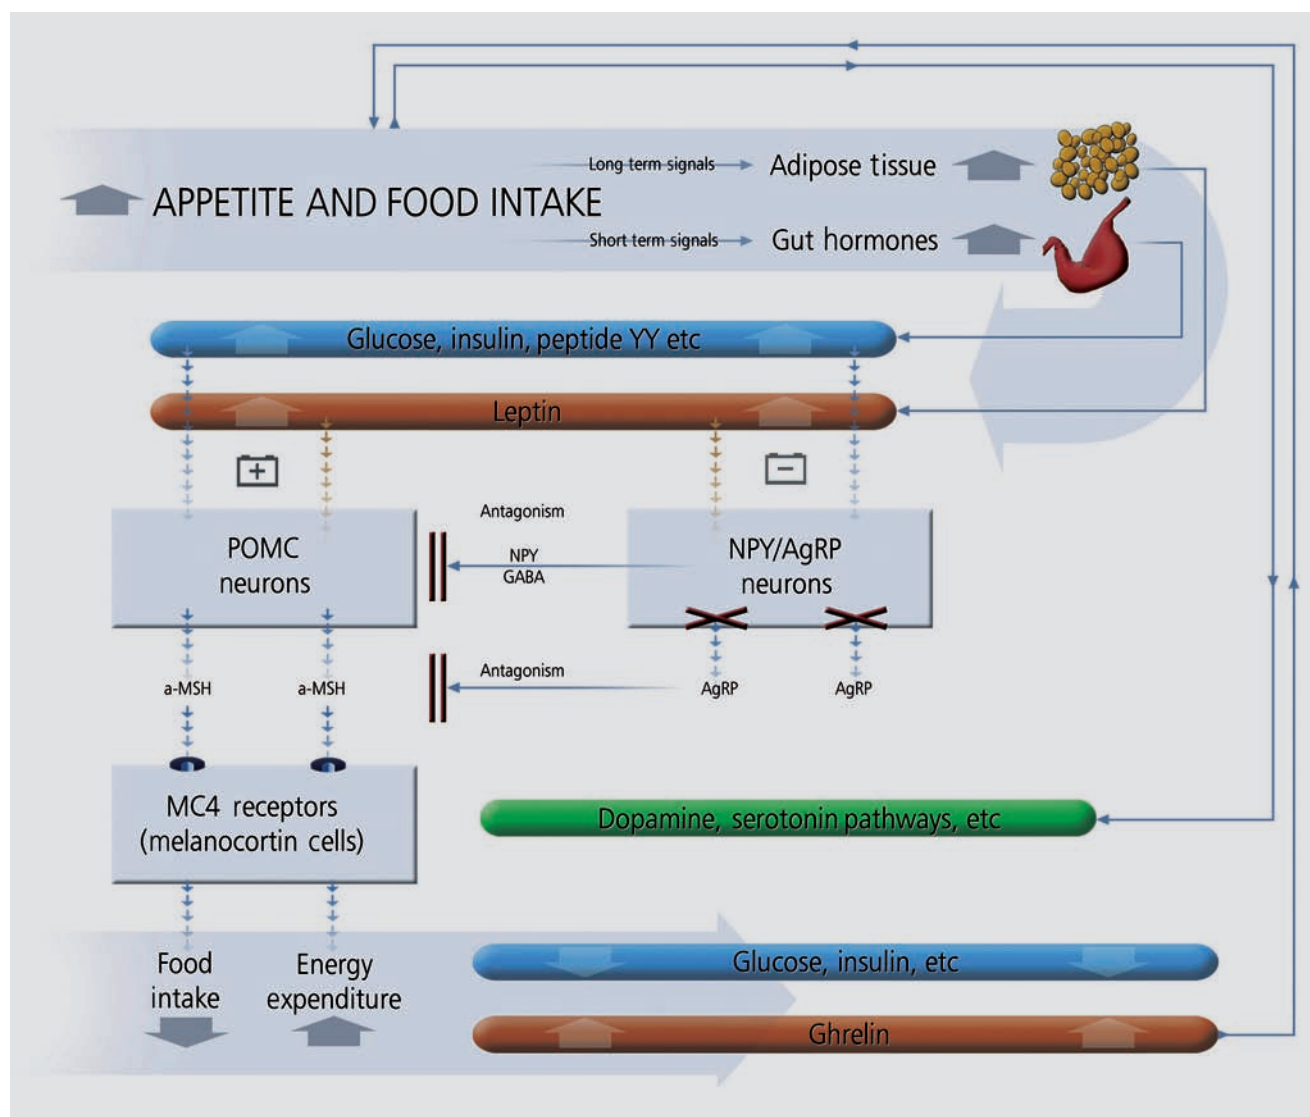 Long term signals
Adipose tissue
APPETITE AND FOOD INTAKE
Short term signals
Gut hormones
Glucose, insulin, peptide YY etc
Leptin
+
−
Antagonism
POMC
neurons
NPY
GABA
NPY/AgRP
neurons
Antagonism
a-MSH
a-MSH
AgRP
AgRP
MC4 receptors
(melanocortin cells)
Dopamine, serotonin pathways, etc
Food
intake
Energy
expenditure
Glucose, insulin, etc
Ghrelin